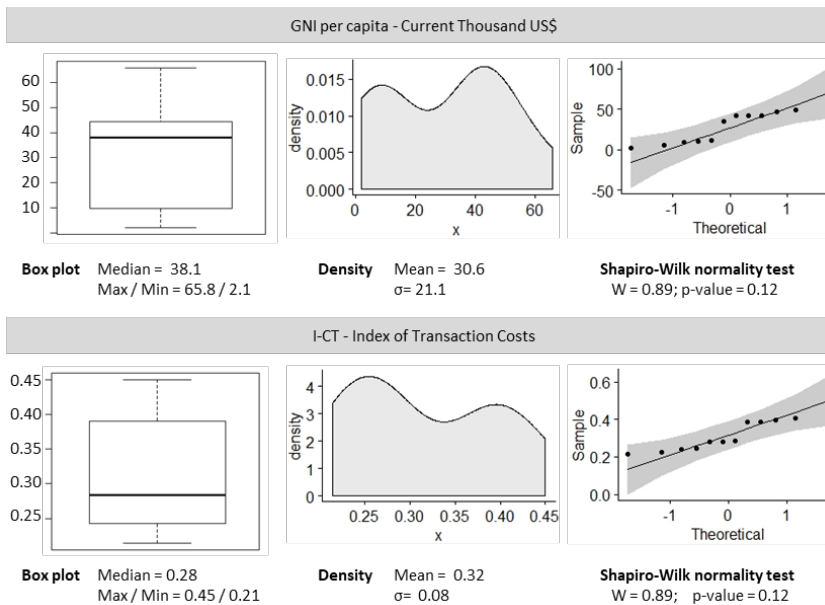 GNI per capita - Current Thousand US$
60
50
40
30
20
10
density
0.015
0.010
0.005
0.000
0 20 40 60
x
Sample
100
50
0
-50
-1 0 1
Theoretical
Box plot Median = 38.1
Max / Min = 65.8 / 2.1
Density Mean = 30.6
σ= 21.1
Shapiro-Wilk normality test
W = 0.89; p-value = 0.12
I-CT - Index of Transaction Costs
0.45
0.40
0.35
0.30
0.25
density
4
3
2
1
0
0.25 0.30 0.35 0.40 0.45
x
Sample
0.6
0.4
0.2
0.0
-1 0 1
Theoretical
Box plot Median = 0.28
Max / Min = 0.45 / 0.21
Density Mean = 0.32
σ= 0.08
Shapiro-Wilk normality test
W = 0.89; p-value = 0.12